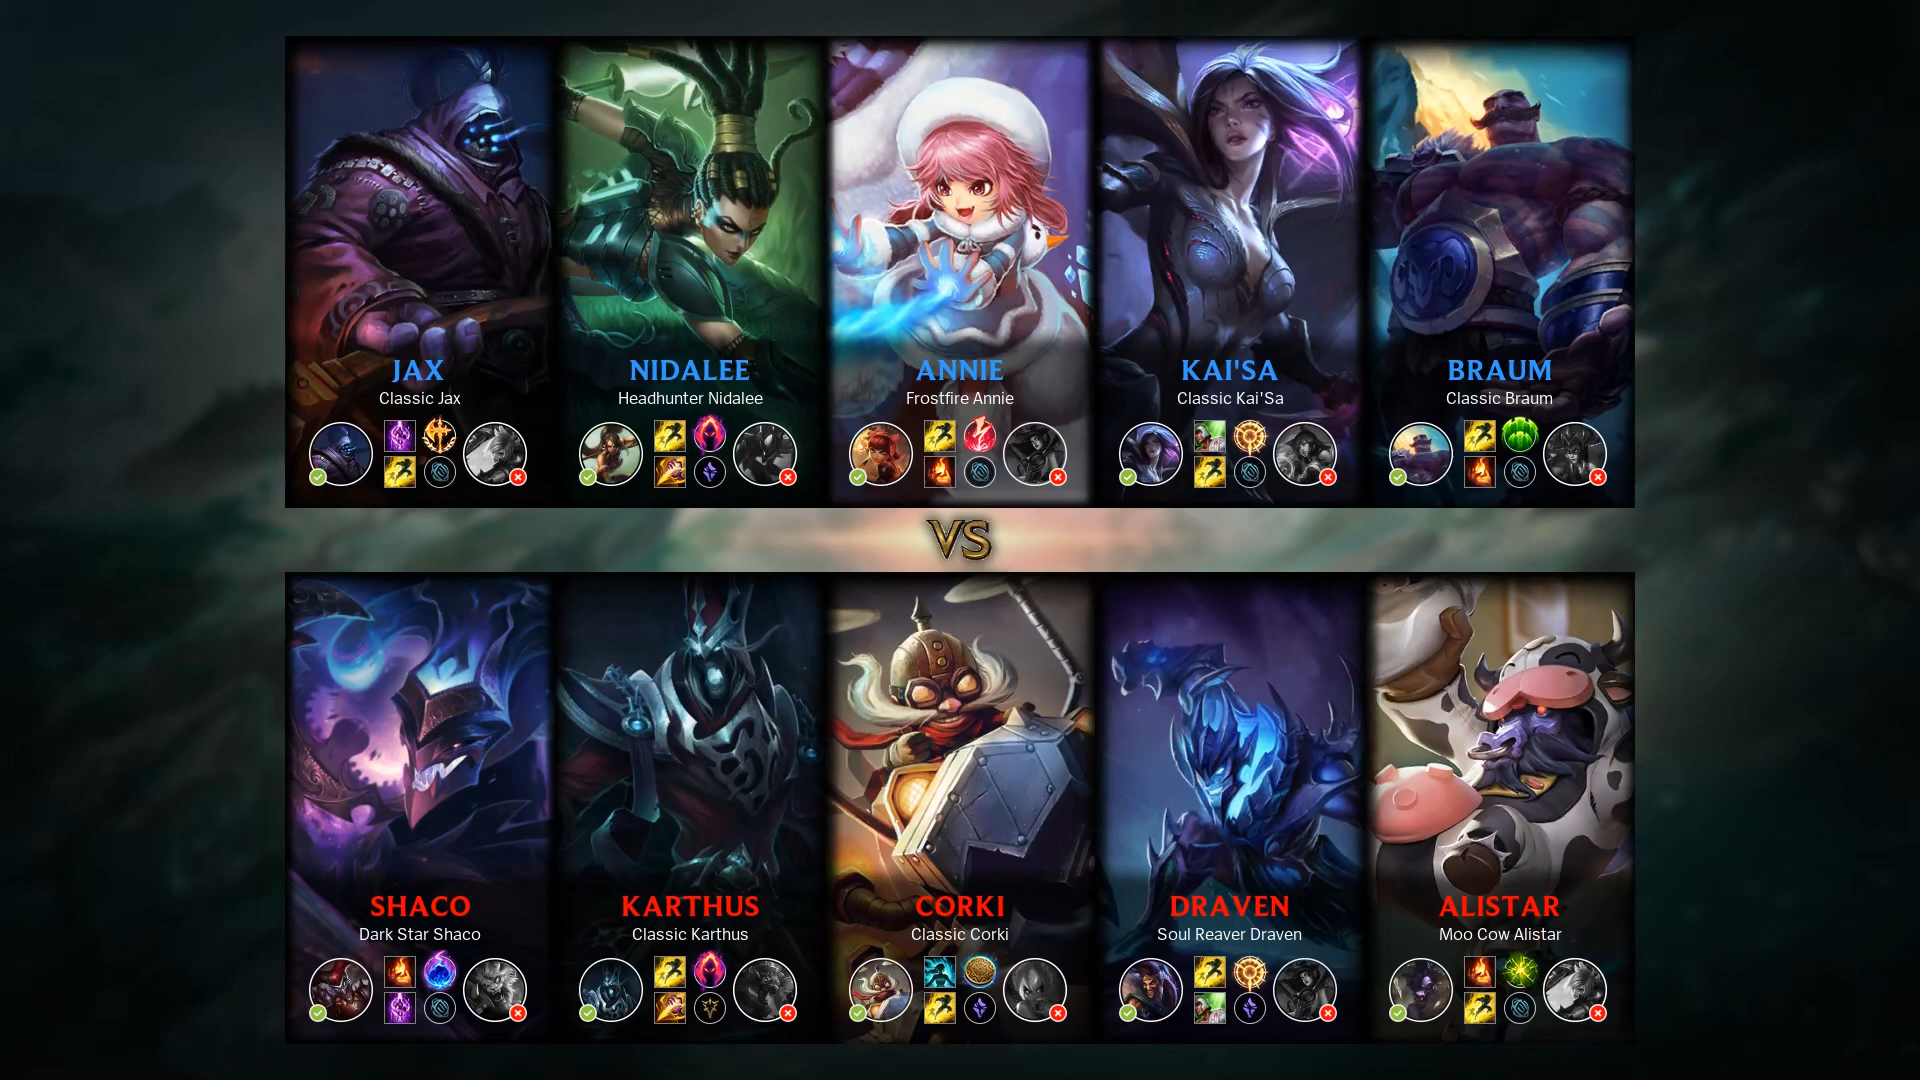 JAX
Classic Jax
NIDALEE
Headhunter Nidalee
ANNIE
Frostfire Annie
KAI'SA
Classic Kai'Sa
BRAUM
Classic Braum
VS
SHACO
Dark Star Shaco
KARTHUS
Classic Karthus
CORKI
Classic Corki
DRAVEN
Soul Reaver Draven
ALISTAR
Moo Cow Alistar